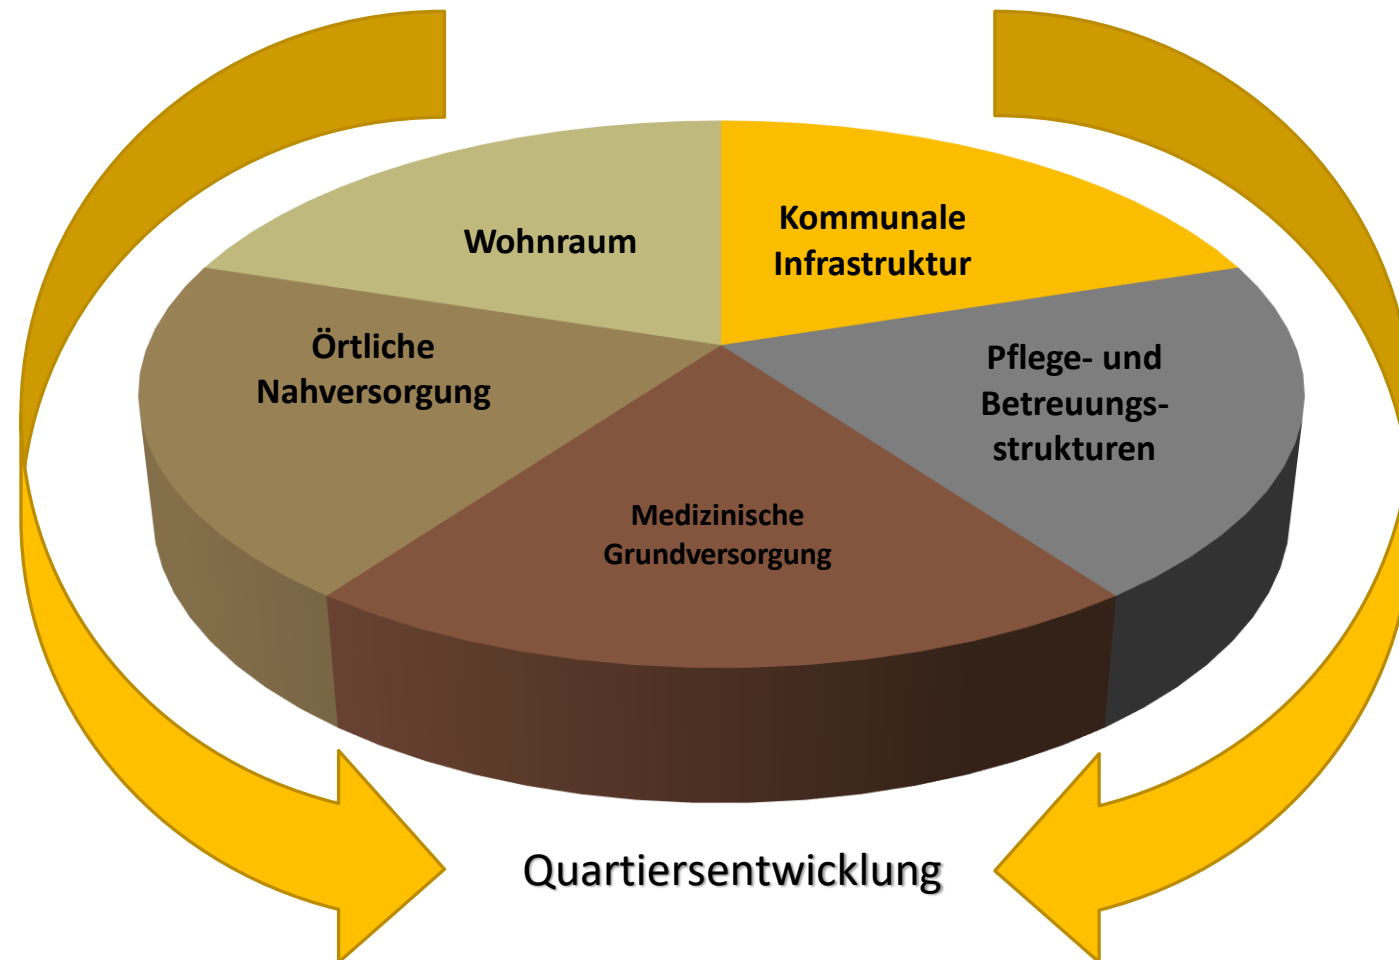 Wohnraum
Kommunale
Infrastruktur
Örtliche
Nahversorgung
Pflege- und
Betreuungs-
strukturen
Medizinische
Grundversorgung
Quartiersentwicklung